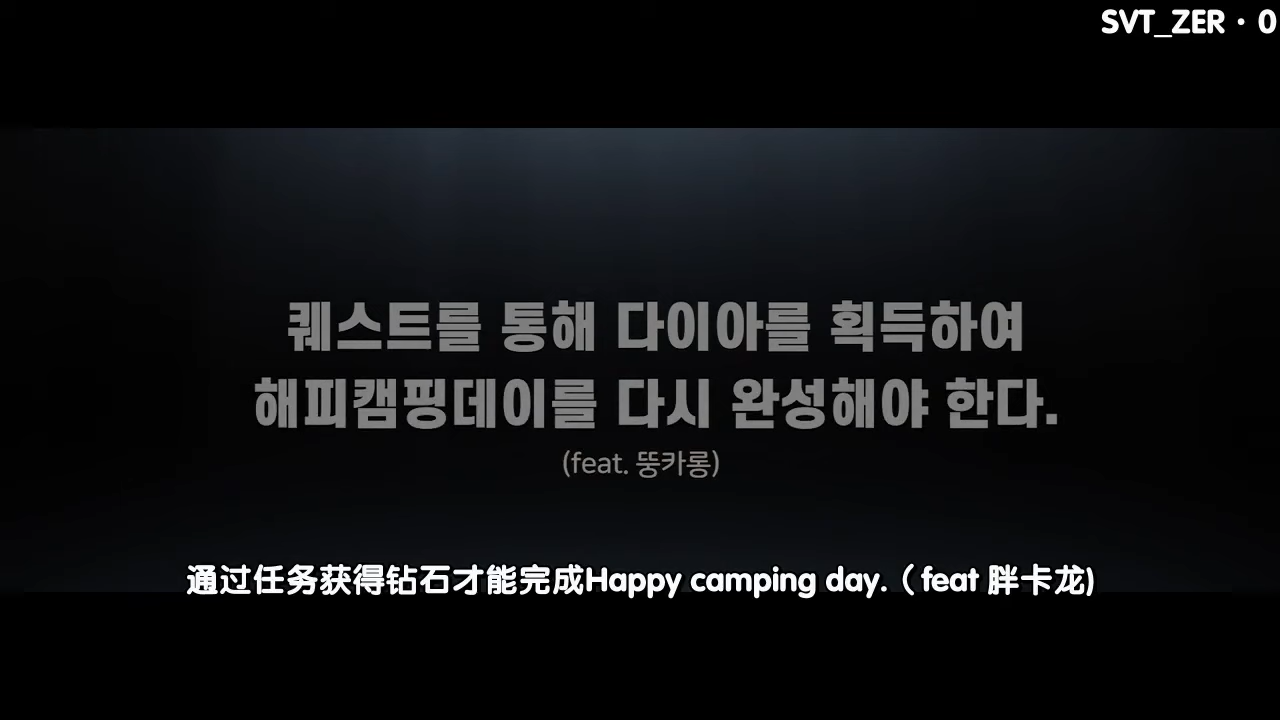 SVT_ZER · 0
퀘스트를 통해 다이아를 획득하여
해피캠핑데이를 다시 완성해야 한다.
(feat. 뚱카롱)
通过任务获得钻石才能完成Happy camping day.（feat 胖卡龙)